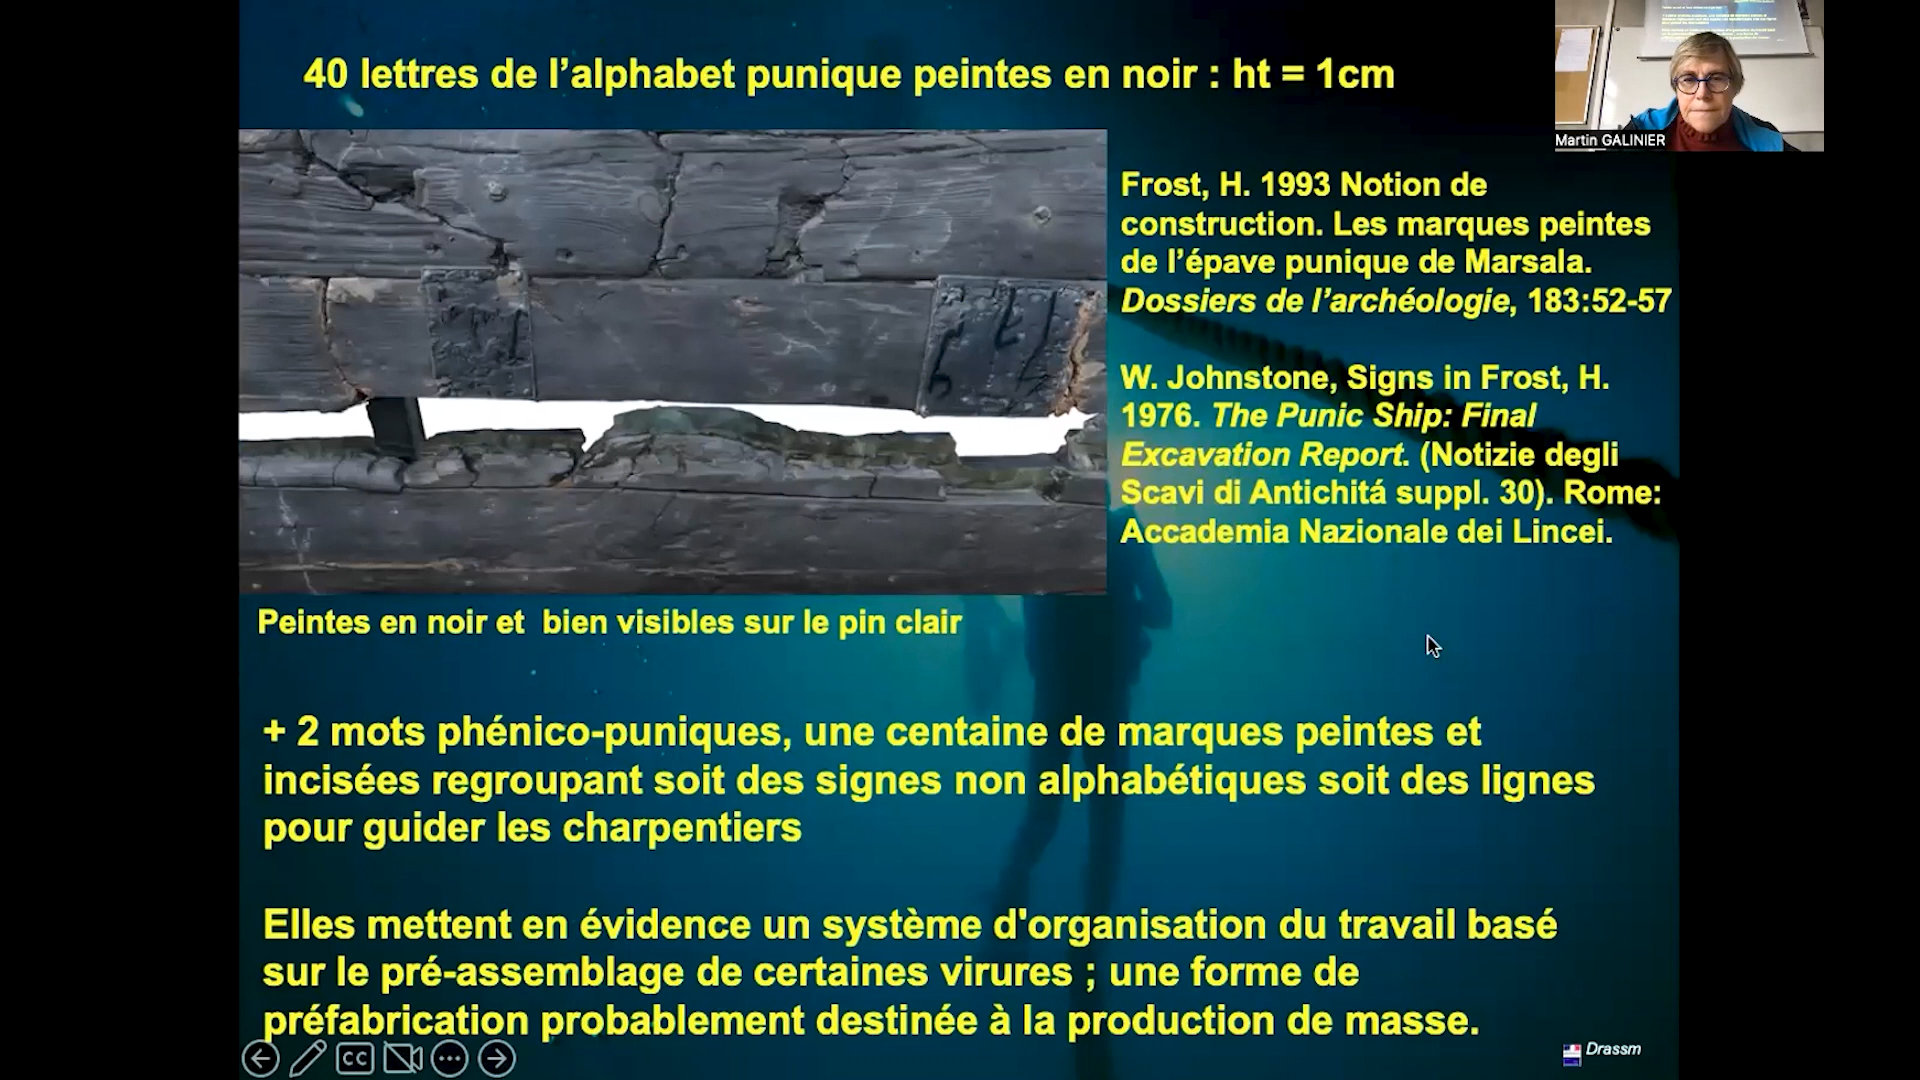 40 lettres de l’alphabet punique peintes en noir : ht = 1cm
Martin GALINIER
Frost, H. 1993 Notion de
construction. Les marques peintes
de l’épave punique de Marsala.
Dossiers de l’archéologie, 183:52-57
W. Johnstone, Signs in Frost, H.
1976. The Punic Ship: Final
Excavation Report. (Notizie degli
Scavi di Antichitá suppl. 30). Rome:
Accademia Nazionale dei Lincei.
Peintes en noir et bien visibles sur le pin clair
+ 2 mots phénico-puniques, une centaine de marques peintes et
incisées regroupant soit des signes non alphabétiques soit des lignes
pour guider les charpentiers
Elles mettent en évidence un système d'organisation du travail basé
sur le pré-assemblage de certaines virures ; une forme de
préfabrication probablement destinée à la production de masse.
CC
Drassm